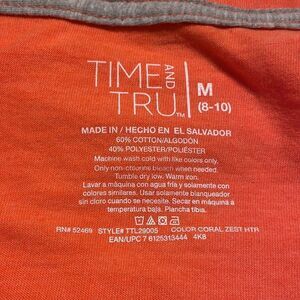 TIME AND
TRU™
M
(8-10)
MADE IN / HECHO EN EL SALVADOR
60% COTTON/ALGODÓN
40% POLYESTER/POLIÉSTER
Machine wash cold with like colors only.
Only non-chlorine bleach when needed.
Tumble dry low. Warm iron.
Lavar a máquina con agua fría y solamente con
colores similares. Usar solamente blanqueador
sin cloro cuando se necesite. Secar a máquina a
temperatura baja. Plancha tibia.
RN# 52469 STYLE# TTL29005 COLOR CORAL ZEST HTR
EAN/UPC 7 6125313444 4KB